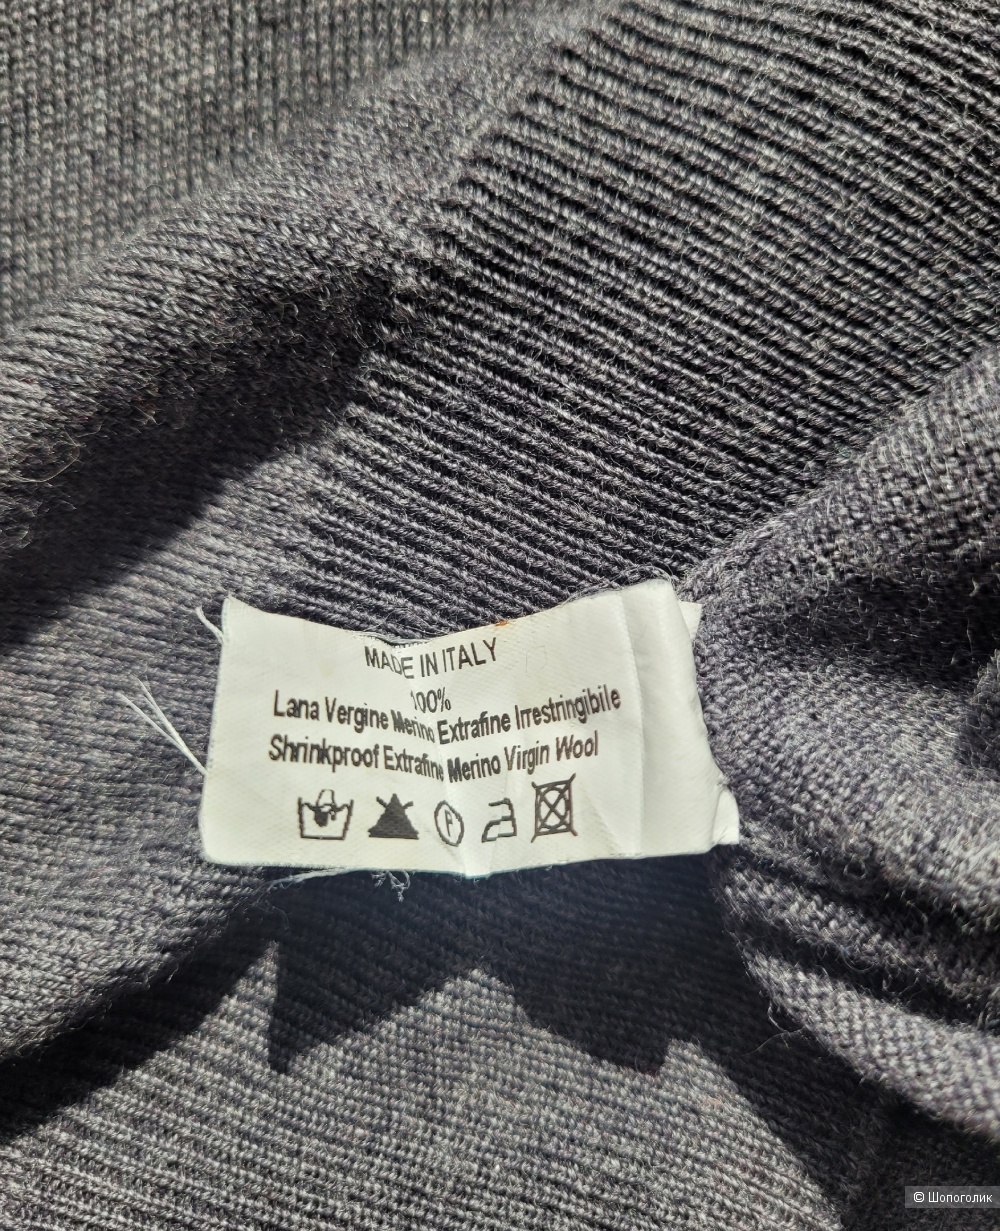 MADE IN ITALY
100%
Lana Vergine Merino Extrafine Irrestringibile
Shrinkproof Extrafine Merino Virgin Wool
P
© Шопоголик